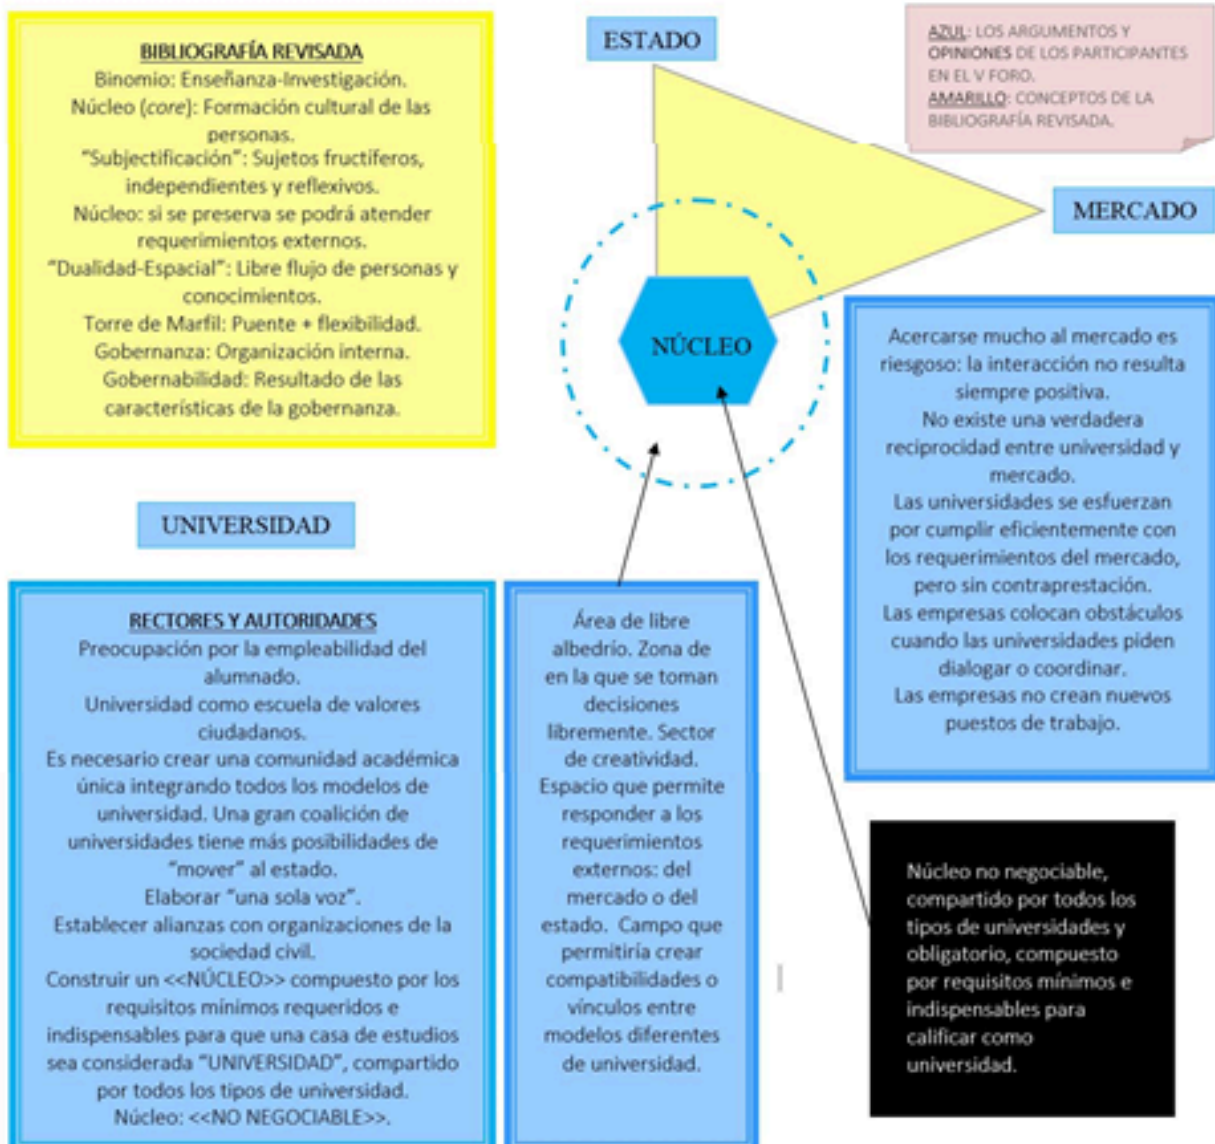 BIBLIOGRAFÍA REVISADA
Binomio: Enseñanza-Investigación.
Núcleo (core): Formación cultural de las
personas.
"Subjectificación": Sujetos fructíferos,
independientes y reflexivos.
Núcleo: si se preserva se podrá atender
requerimientos externos.
"Dualidad-Espacial": Libre flujo de personas y
conocimientos.
Torre de Marfil: Puente + flexibilidad.
Gobernanza: Organización interna.
Gobernabilidad: Resultado de las
características de la gobernanza.
ESTADO
AZUL: LOS ARGUMENTOS Y
OPINIONES DE LOS PARTICIPANTES
EN EL V FORO.
AMARILLO: CONCEPTOS DE LA
BIBLIOGRAFÍA REVISADA.
MERCADO
NÚCLEO
Acercarse mucho al mercado es
riesgoso: la interacción no resulta
siempre positiva.
No existe una verdadera
reciprocidad entre universidad y
mercado.
Las universidades se esfuerzan
por cumplir eficientemente con
los requerimientos del mercado,
pero sin contraprestación.
Las empresas colocan obstáculos
cuando las universidades piden
dialogar o coordinar.
Las empresas no crean nuevos
puestos de trabajo.
UNIVERSIDAD
RECTORES Y AUTORIDADES
Preocupación por la empleabilidad del
alumnado.
Universidad como escuela de valores
ciudadanos.
Es necesario crear una comunidad académica
única integrando todos los modelos de
universidad. Una gran coalición de
universidades tiene más posibilidades de
"mover" al estado.
Elaborar "una sola voz".
Establecer alianzas con organizaciones de la
sociedad civil.
Construir un <<NÚCLEO>> compuesto por los
requisitos mínimos requeridos e
indispensables para que una casa de estudios
sea considerada "UNIVERSIDAD", compartido
por todos los tipos de universidad.
Núcleo: <<NO NEGOCIABLE>>.
Área de libre
albedrío. Zona de
en la que se toman
decisiones
libremente. Sector
de creatividad.
Espacio que permite
responder a los
requerimientos
externos: del
mercado o del
estado. Campo que
permitiría crear
compatibilidades o
vínculos entre
modelos diferentes
de universidad.
Núcleo no negociable,
compartido por todos los
tipos de universidades y
obligatorio, compuesto
por requisitos mínimos e
indispensables para
calificar como
universidad.